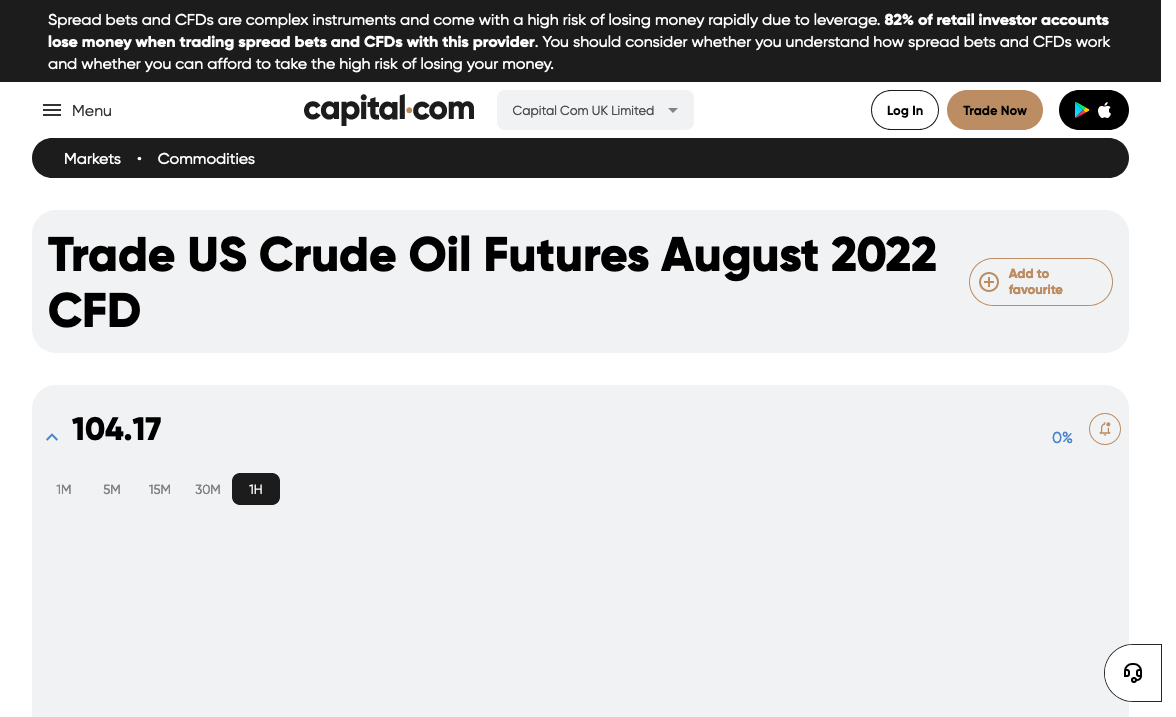 Spread bets and CFDs are complex instruments and come with a high risk of losing money rapidly due to leverage. 82% of retail investor accounts
lose money when trading spread bets and CFDs with this provider. You should consider whether you understand how spread bets and CFDs work
and whether you can afford to take the high risk of losing your money.
Menu
capital.com
Capital Com UK Limited
Log In
Trade Now
Markets • Commodities
Trade US Crude Oil Futures August 2022
CFD
Add to
favourite
104.17
0%
1M 5M 15M 30M 1H